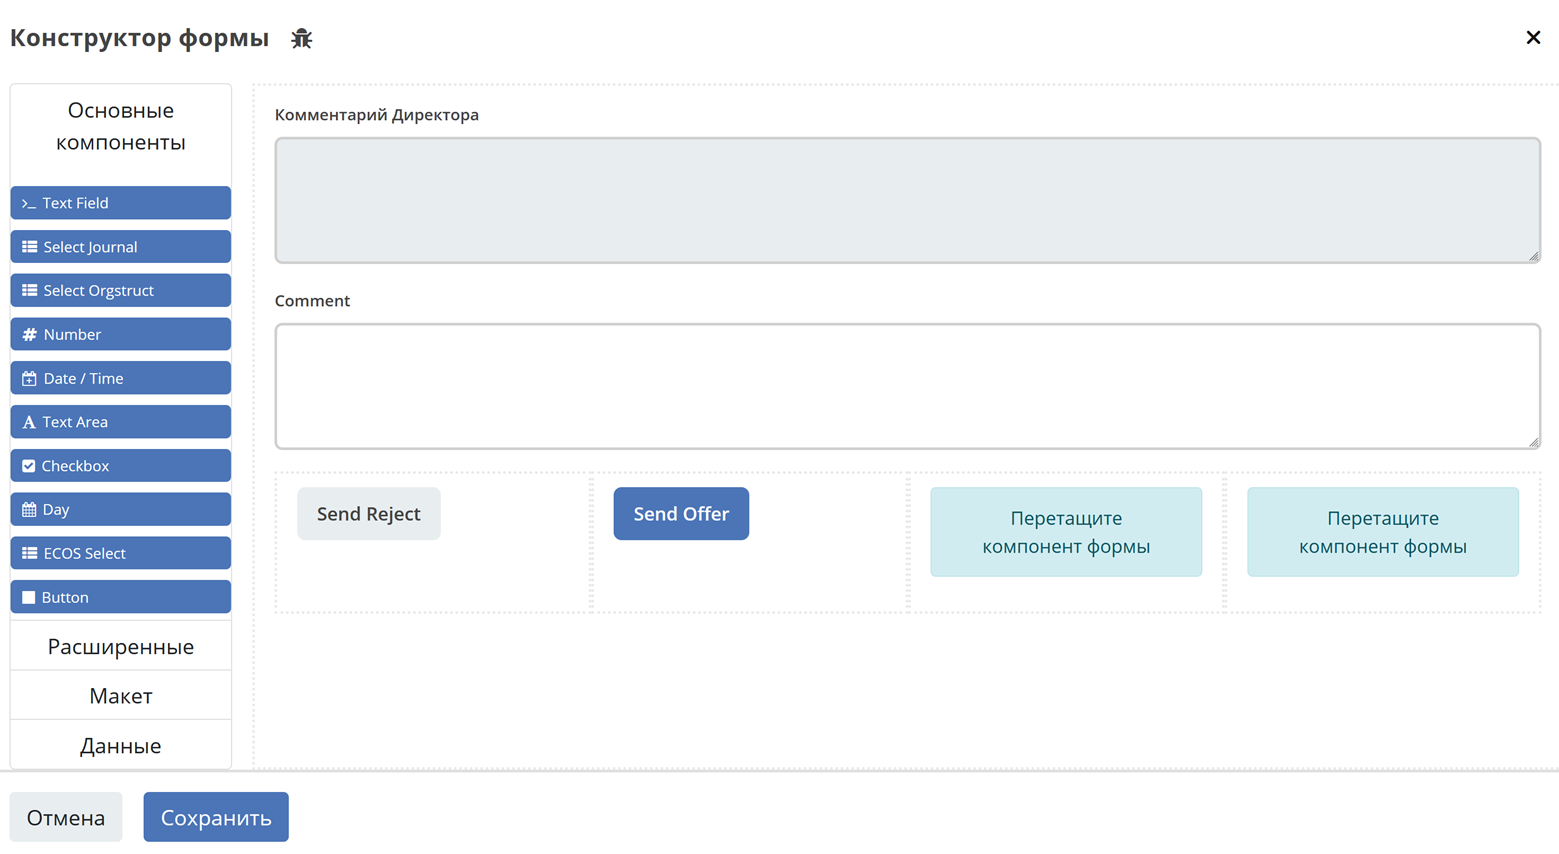 Конструктор формы
Основные
компоненты
Text Field
Select Journal
Select Orgstruct
Number
Date / Time
Text Area
Checkbox
Day
ECOS Select
Button
Расширенные
Макет
Данные
Комментарий Директора
Comment
Send Reject
Send Offer
Перетащите
компонент формы
Перетащите
компонент формы
Отмена
Сохранить